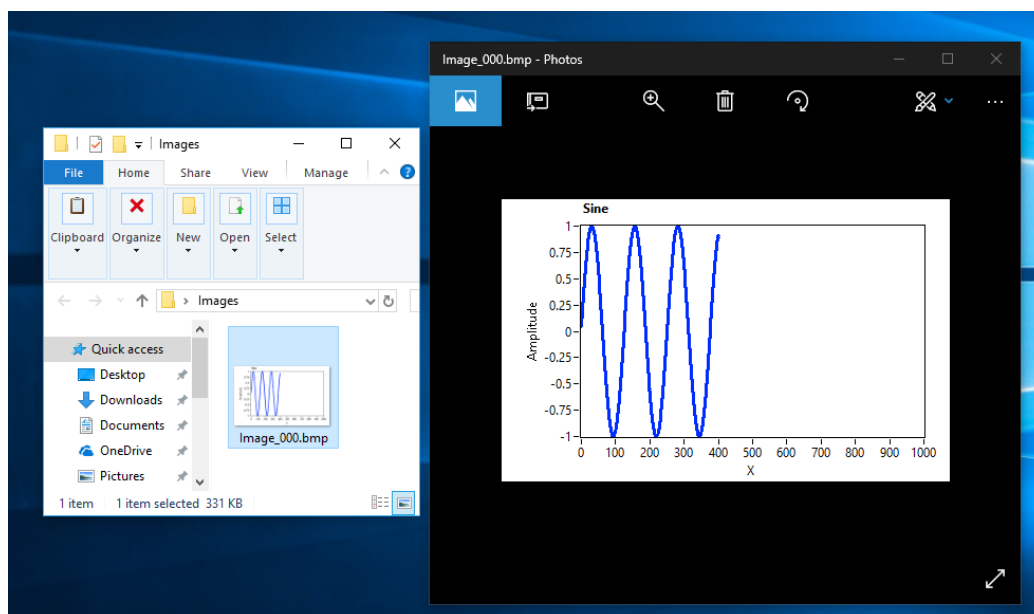 Images
File Home Share View Manage
Clipboard Organize New Open Select
Images
Quick access
Desktop
Downloads
Documents
OneDrive
Pictures
Image_000.bmp
1 item 1 item selected 331 KB
Image_000.bmp - Photos
Sine
1
0.75
0.5
0.25
0
-0.25
-0.5
-0.75
-1
Amplitude
0 100 200 300 400 500 600 700 800 900 1000
X